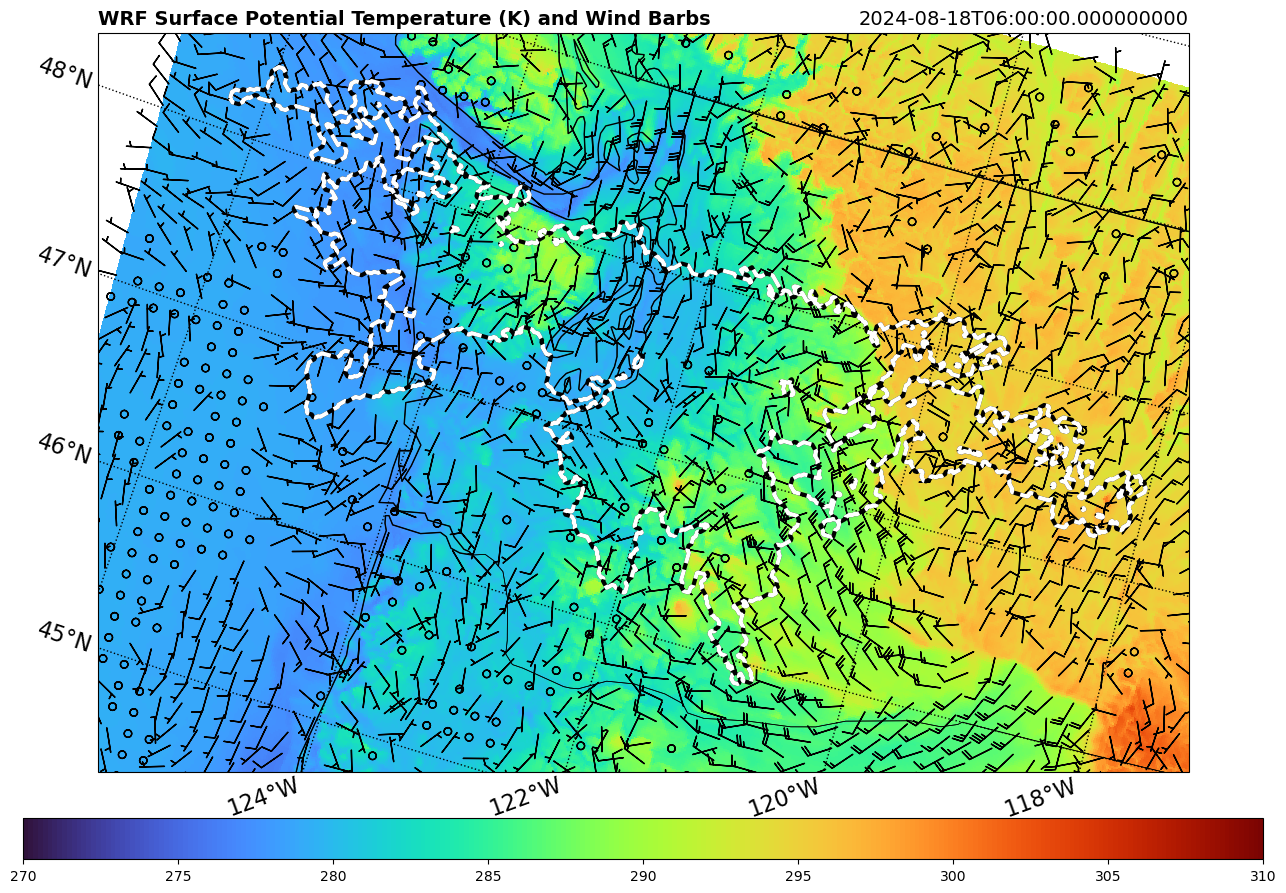 WRF Surface Potential Temperature (K) and Wind Barbs
2024-08-18T06:00:00.000000000
48°N
47°N
46°N
45°N
124°W 122°W 120°W 118°W
270 275 280 285 290 295 300 305 310